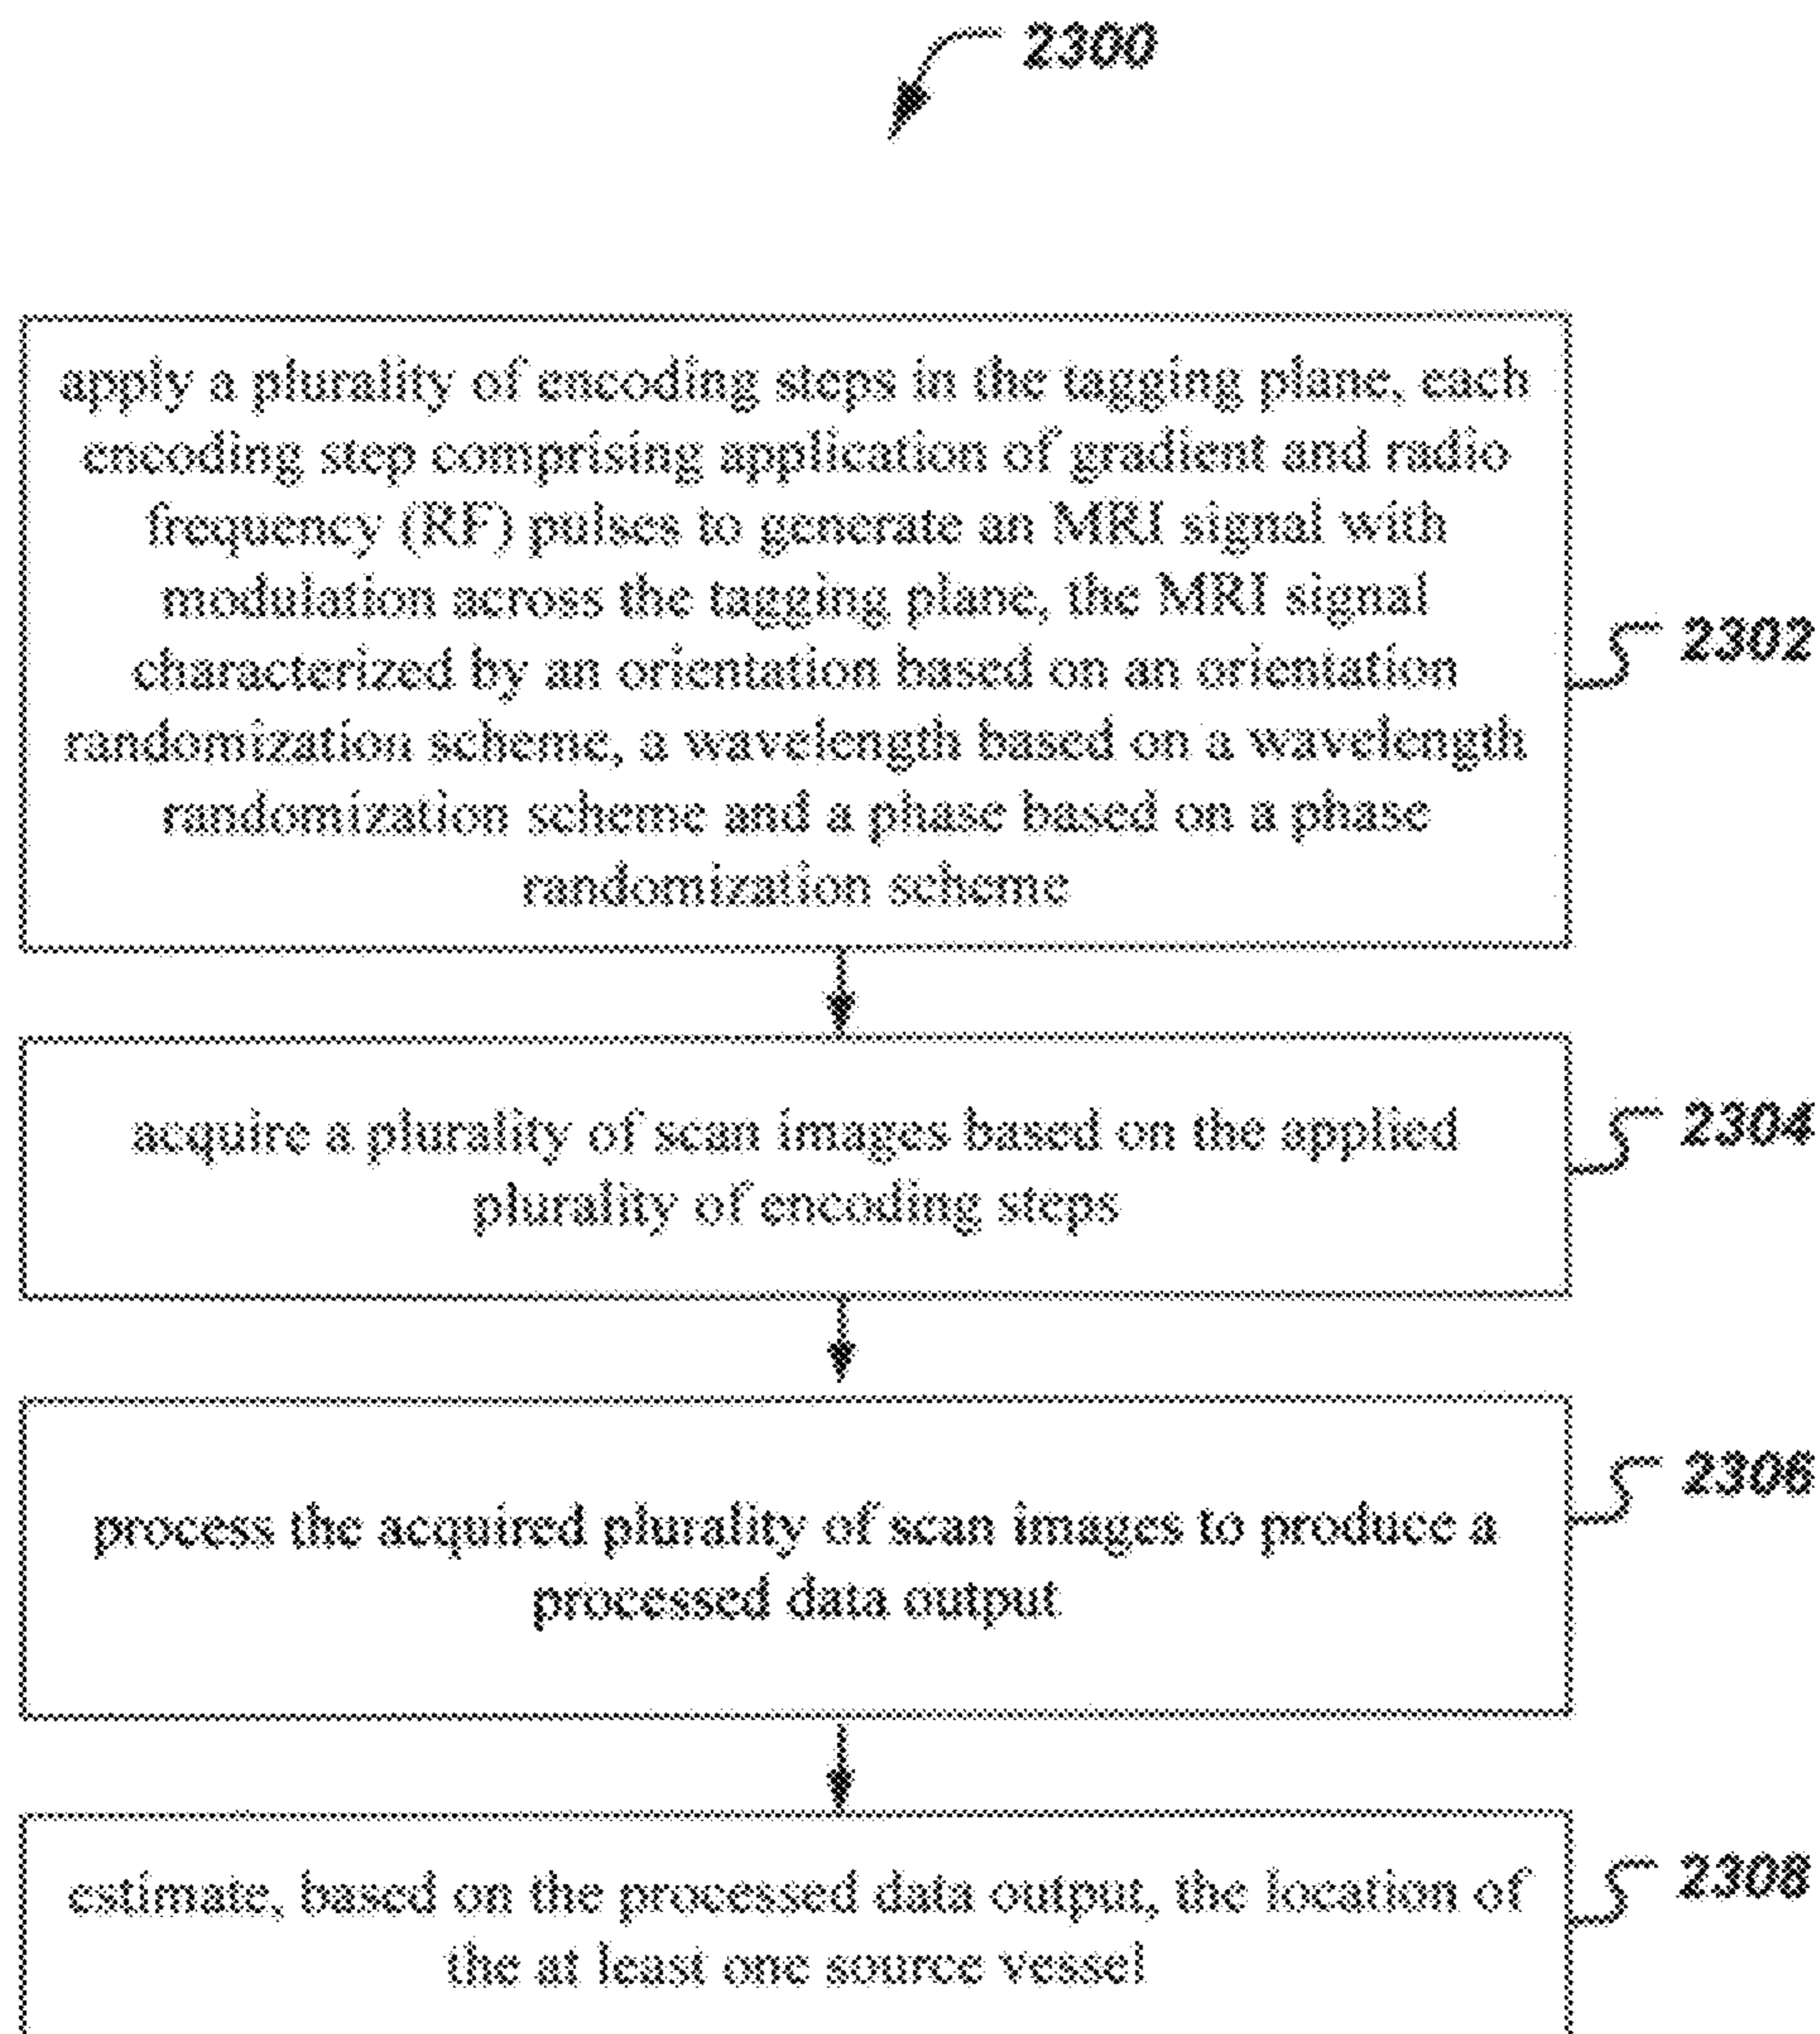 2300
apply a plurality of encoding steps in the tagging plane, each
encoding step comprising application of gradient and radio
frequency (RF) pulses to generate an MRI signal with
modulation across the tagging plane, the MRI signal
characterized by an orientation based on an orientation
randomization scheme, a wavelength based on a wavelength
randomization scheme and a phase based on a phase
randomization scheme
2302
acquire a plurality of scan images based on the applied
plurality of encoding steps
2304
process the acquired plurality of scan images to produce a
processed data output
2306
estimate, based on the processed data output, the location of
the at least one source vessel
2308